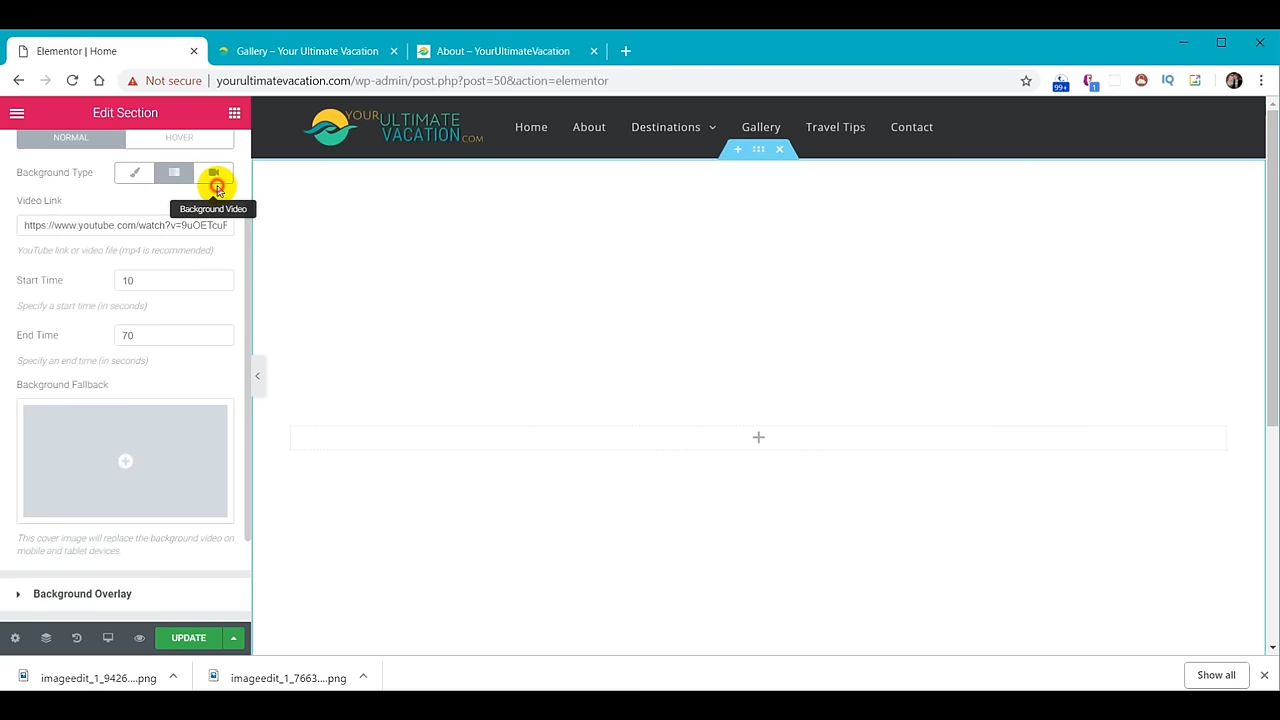 Elementor | Home
Gallery – Your Ultimate Vacation
About – YourUltimateVacation
Not secure
yourultimatevacation.com/wp-admin/post.php?post=50&action=elementor
99+
1
IQ
Edit Section
YOUR ULTIMATE
VACATION.COM
Home
About
Destinations
Gallery
Travel Tips
Contact
NORMAL
HOVER
Background Type
Video Link
Background Video
https://www.youtube.com/watch?v=9uOETcuF
YouTube link or video file (mp4 is recommended).
Start Time
10
Specify a start time (in seconds)
End Time
70
Specify an end time (in seconds)
Background Fallback
This cover image will replace the background video on
mobile and tablet devices.
Background Overlay
UPDATE
imageedit_1_9426....png
imageedit_1_7663....png
Show all